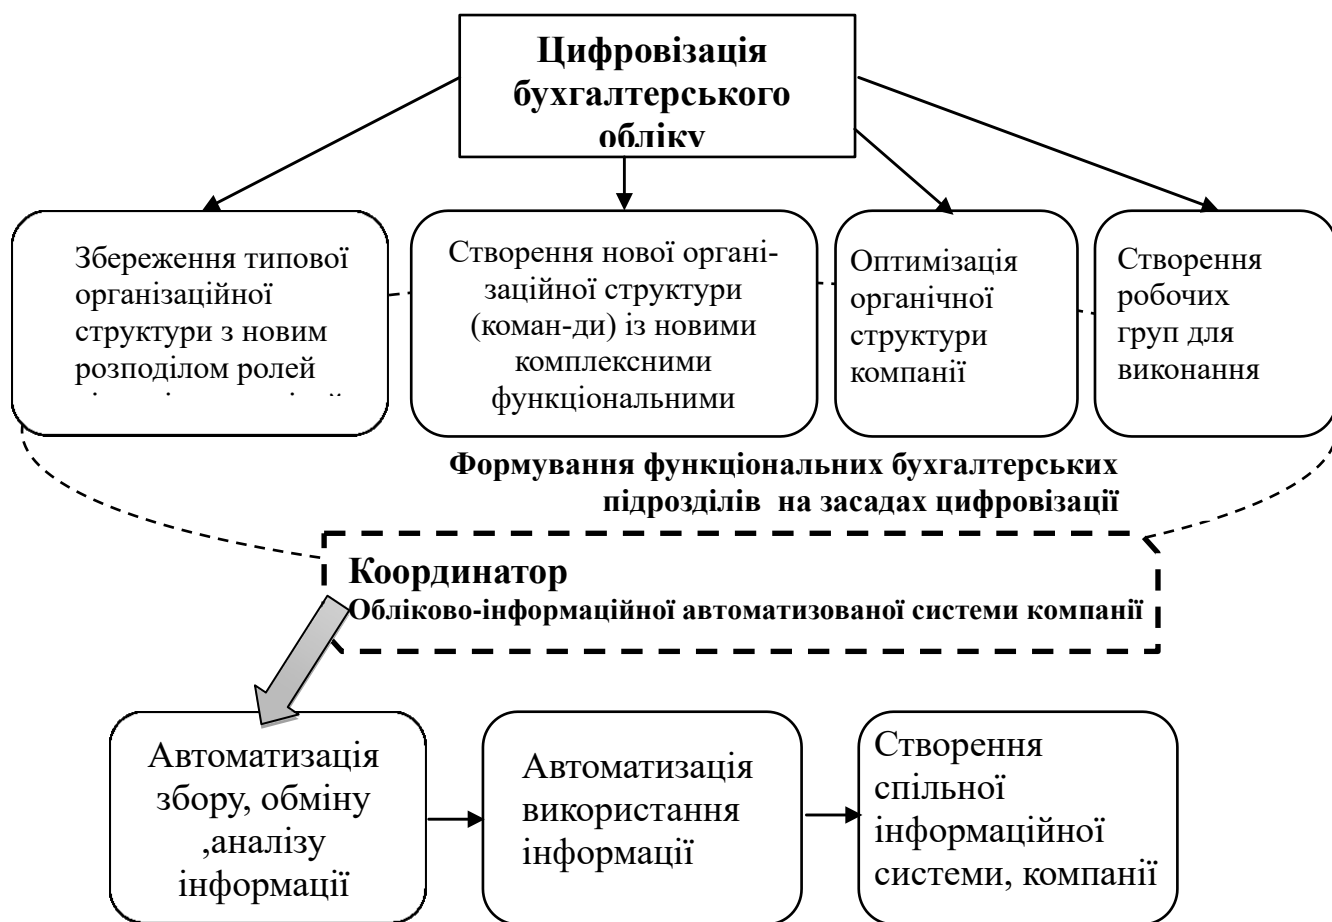 Цифровізація
бухгалтерського
обліку
Збереження типової
організаційної
структури з новим
розподілом ролей
Створення нової органі-
заційної структури
(коман-ди) із новими
комплексними
функціональними
Оптимізація
органічної
структури
компанії
Створення
робочих
груп для
виконання
Формування функціональних бухгалтерських
підрозділів на засадах цифровізації
Координатор
Обліково-інформаційної автоматизованої системи компанії
Автоматизація
збору, обміну
,аналізу
інформації
Автоматизація
використання
інформації
Створення
спільної
інформаційної
системи, компанії